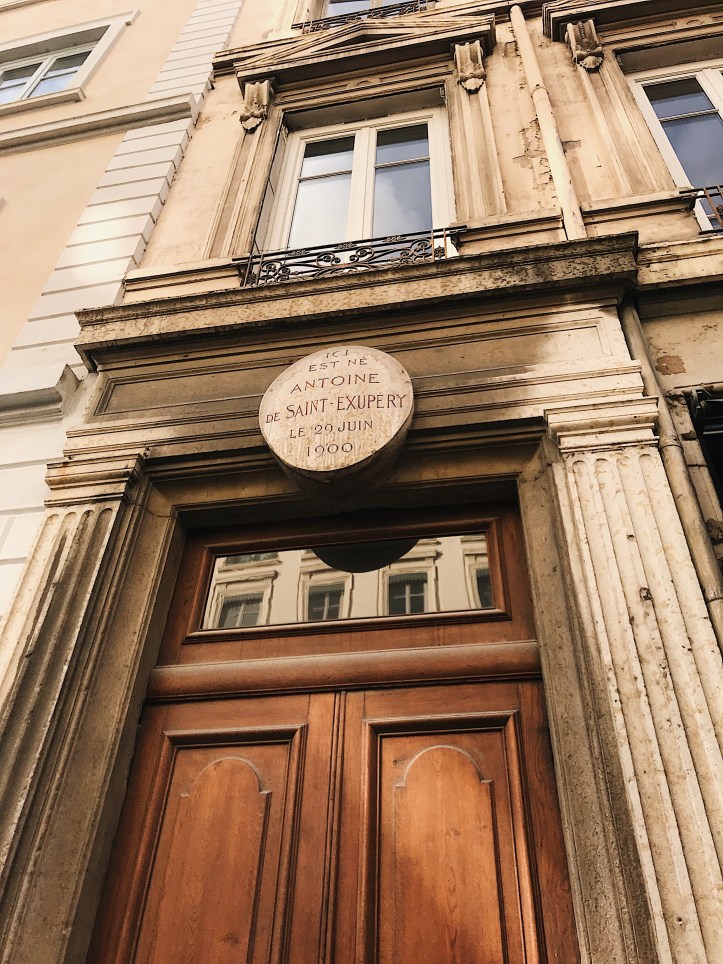 ICI
EST NÉ
ANTOINE
DE SAINT-EXUPÉRY
LE 29 JUIN
1900